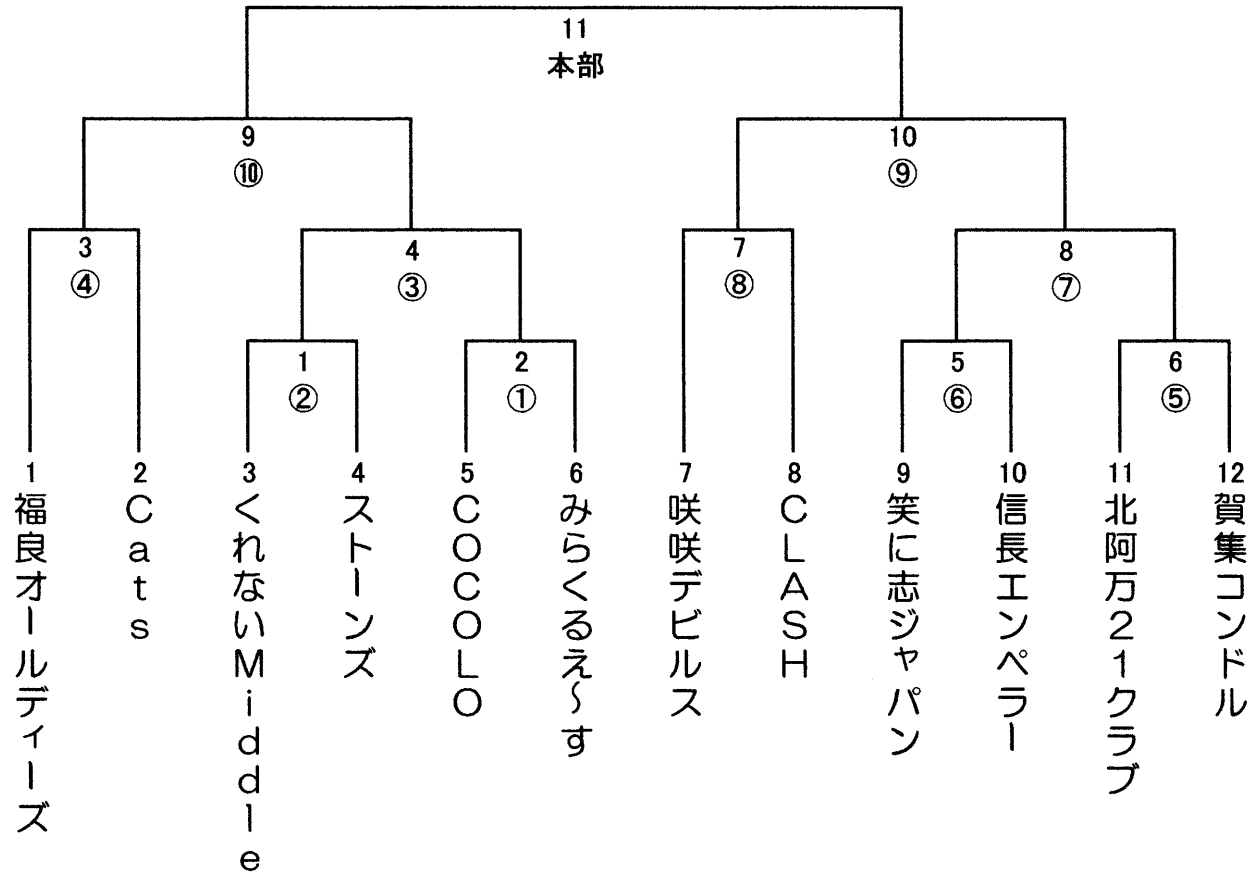 11
本部
9
10
⑩
⑨
3
4
7
8
④
③
⑧
⑦
1
2
5
6
②
①
⑥
⑤
1
福良オールディーズ
2
Cats
3
くれないMiddle
4
ストーンズ
5
COCOLO
6
みらくるえ～す
7
咲咲デビルス
8
CLASH
9
笑に志ジャパン
10
信長エンペラー
11
北阿万21クラブ
12
賀集コンドル